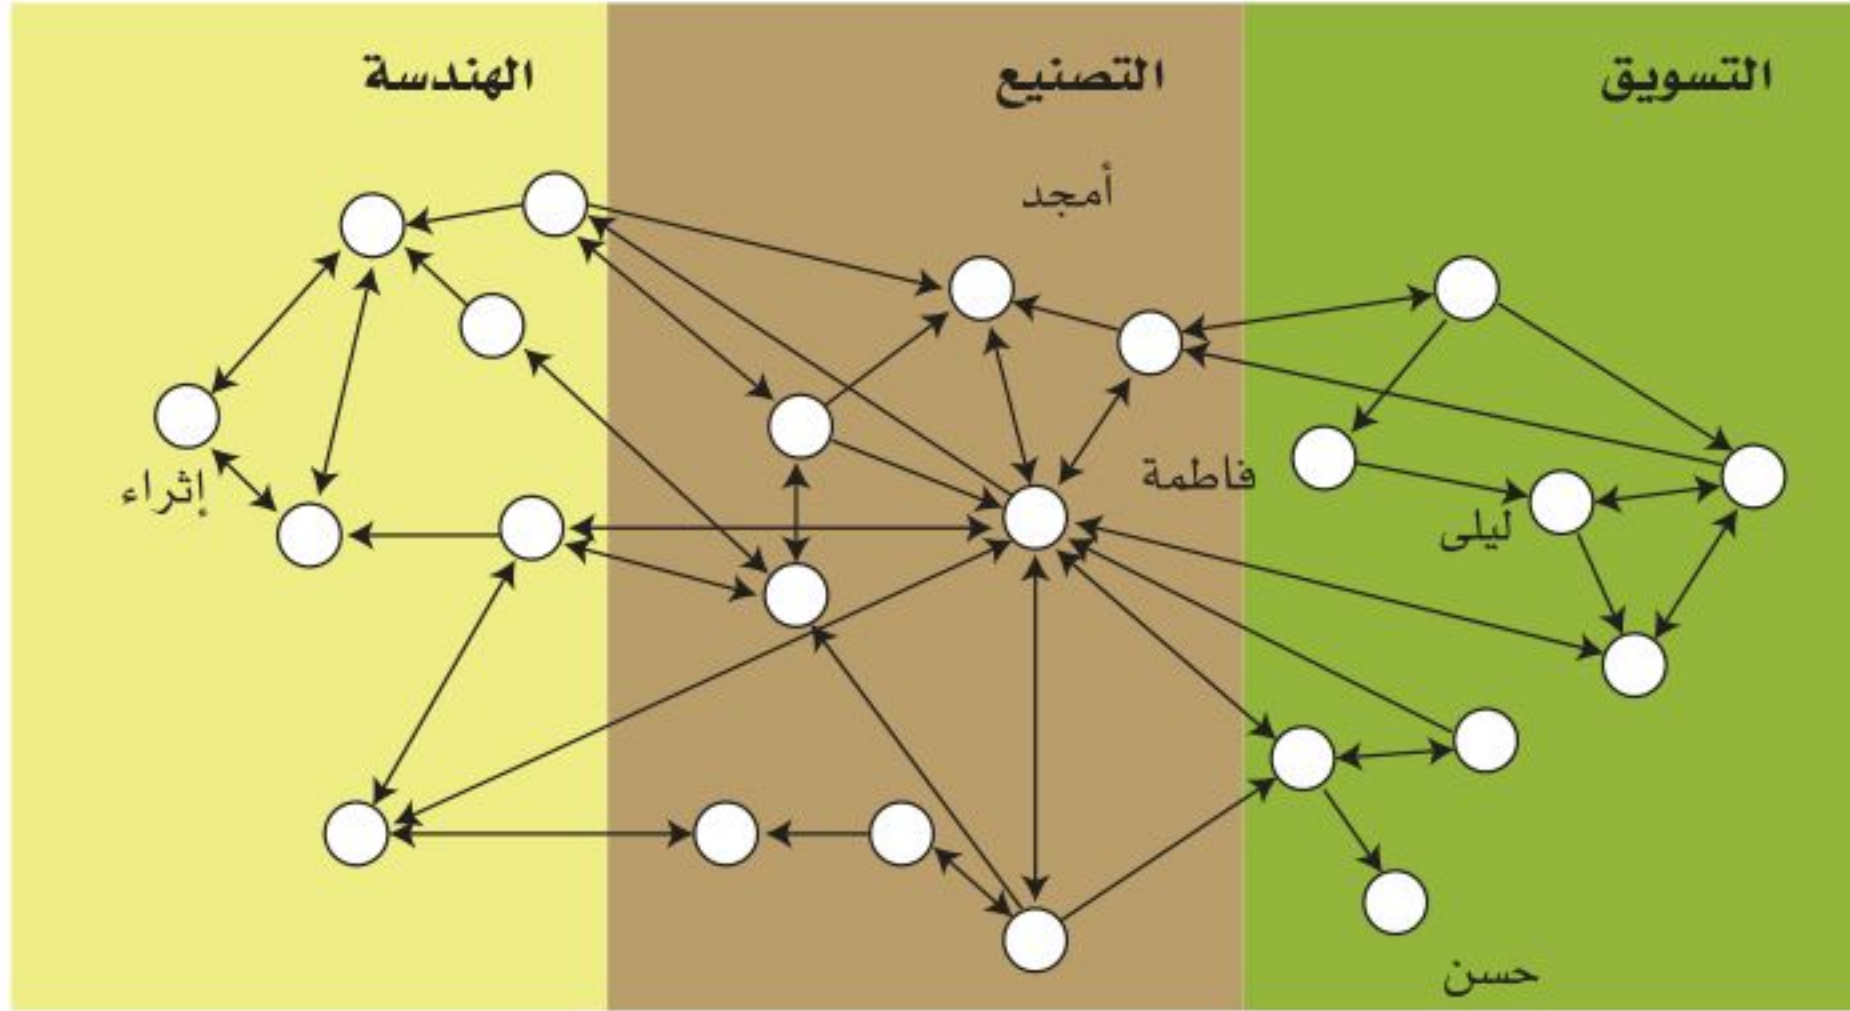 التسويق
التصنيع
الهندسة
أمجد
فاطمة
ليلى
إثراء
حسن